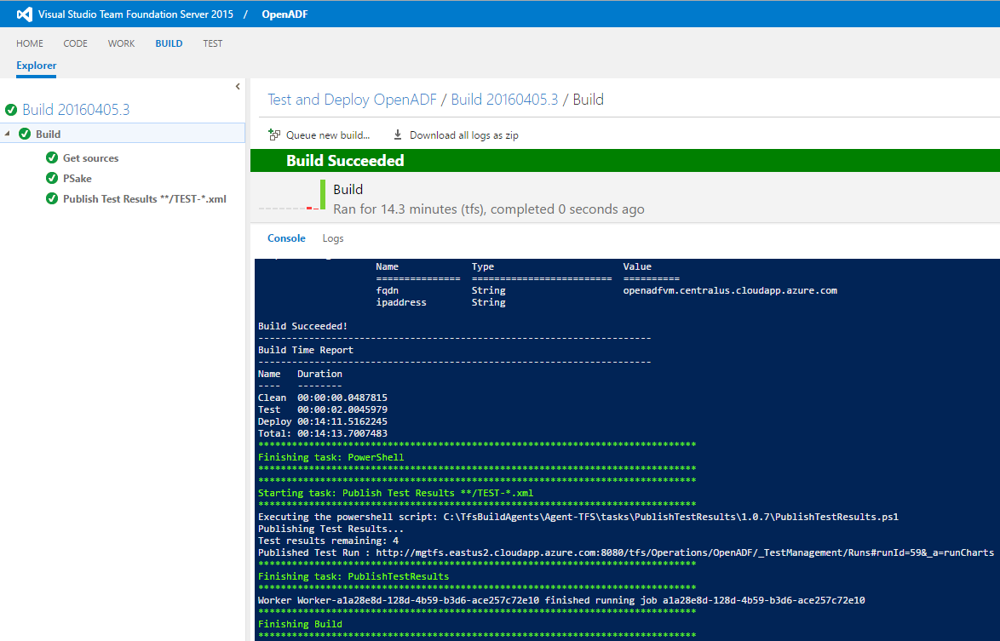 Visual Studio Team Foundation Server 2015 / OpenADF
HOME CODE WORK BUILD TEST
Explorer
Build 20160405.3
Build
Get sources
PSake
Publish Test Results **/TEST-*.xml
Test and Deploy OpenADF / Build 20160405.3 / Build
Queue new build... Download all logs as zip
Build Succeeded
Build
Ran for 14.3 minutes (tfs), completed 0 seconds ago
Console Logs
Name Type Value
=============== ========================= ==========
fqdn String openadfvm.centralus.cloudapp.azure.com
ipaddress String
Build Succeeded!
----------------------------------------------------------------------
Build Time Report
----------------------------------------------------------------------
Name Duration
---- --------
Clean 00:00:00.0487815
Test 00:00:02.0045979
Deploy 00:14:11.5162245
Total: 00:14:13.7007483
******************************************************************************
Finishing task: PowerShell
******************************************************************************
******************************************************************************
Starting task: Publish Test Results **/TEST-*.xml
******************************************************************************
Executing the powershell script: C:\TfsBuildAgents\Agent-TFS\tasks\PublishTestResults\1.0.7\PublishTestResults.ps1
Publishing Test Results...
Test results remaining: 4
Published Test Run : http://mgtfs.eastus2.cloudapp.azure.com:8080/tfs/Operations/OpenADF/_TestManagement/Runs#runId=59&_a=runCharts
******************************************************************************
Finishing task: PublishTestResults
******************************************************************************
Worker Worker-a1a28e8d-128d-4b59-b3d6-ace257c72e10 finished running job a1a28e8d-128d-4b59-b3d6-ace257c72e10
******************************************************************************
Finishing Build
******************************************************************************